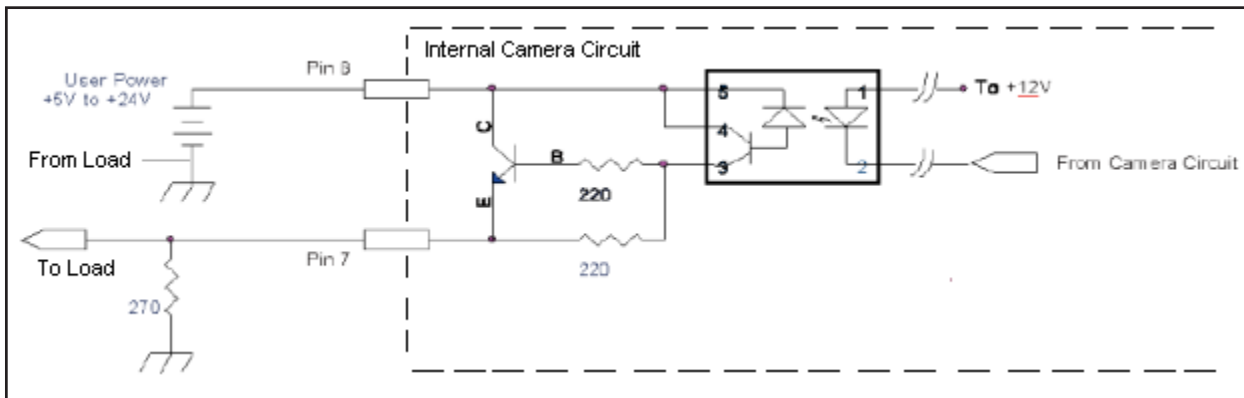 Internal Camera Circuit
User Power
+5V to +24V
From Load
Pin 8
C
B
E
220
220
5
4
3
1
2
To +12V
From Camera Circuit
Pin 7
To Load
270